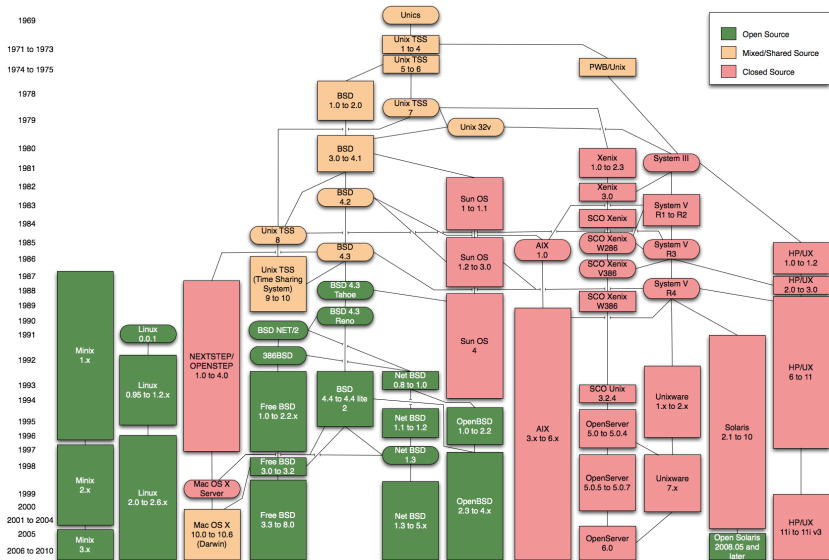 1969
1971 to 1973
1974 to 1975
1978
1979
1980
1981
1982
1983
1984
1985
1986
1987
1988
1989
1990
1991
1992
1993
1994
1995
1996
1997
1998
1999
2000
2001 to 2004
2005
2006 to 2010
Open Source
Mixed/Shared Source
Closed Source
Unics
Unix TSS
1 to 4
Unix TSS
5 to 6
PWB/Unix
BSD
1.0 to 2.0
Unix TSS
7
Unix 32v
BSD
3.0 to 4.1
Xenix
1.0 to 2.3
System III
Sun OS
1 to 1.1
Xenix
3.0
BSD
4.2
System V
R1 to R2
SCO Xenix
Unix TSS
8
AIX
1.0
SCO Xenix
W286
System V
R3
HP/UX
1.0 to 1.2
BSD
4.3
Sun OS
1.2 to 3.0
SCO Xenix
V386
Unix TSS
(Time Sharing
System)
9 to 10
HP/UX
2.0 to 3.0
BSD 4.3
Tahoe
System V
R4
SCO Xenix
W386
BSD 4.3
Reno
Sun OS
4
BSD NET/2
Linux
0.0.1
Minix
1.x
386BSD
NEXTSTEP/
OPENSTEP
1.0 to 4.0
HP/UX
6 to 11
Net BSD
0.8 to 1.0
Linux
0.95 to 1.2.x
BSD
4.4 to 4.4 lite
2
SCO Unix
3.2.4
Unixware
1.x to 2.x
Free BSD
1.0 to 2.2.x
Net BSD
1.1 to 1.2
OpenBSD
1.0 to 2.2
AIX
3.x to 6.x
OpenServer
5.0 to 5.0.4
Solaris
2.1 to 10
Net BSD
1.3
Free BSD
3.0 to 3.2
OpenServer
5.0.5 to 5.0.7
Unixware
7.x
Minix
2.x
Mac OS X
Server
Linux
2.0 to 2.6.x
OpenBSD
2.3 to 4.x
Free BSD
3.3 to 8.0
Net BSD
1.3 to 5.x
Mac OS X
10.0 to 10.6
(Darwin)
HP/UX
11i to 11i v3
Minix
3.x
OpenServer
6.0
Open Solaris
2008.05 and
later